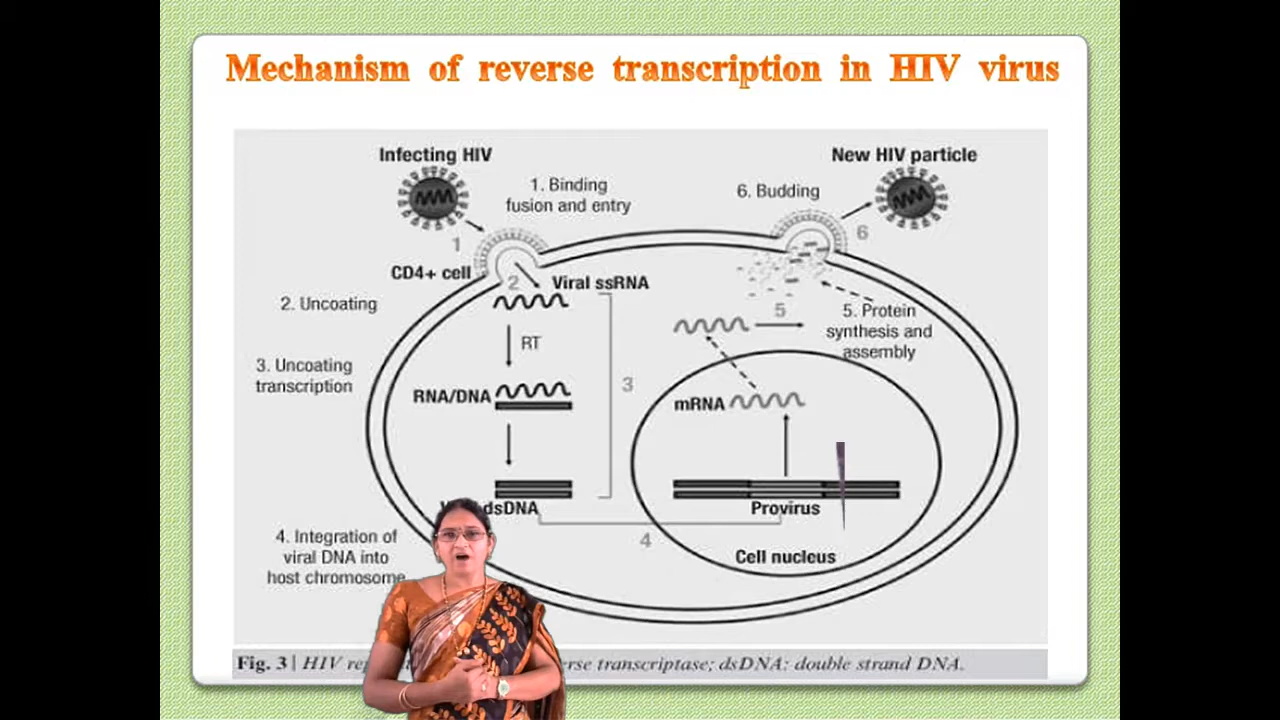 Mechanism of reverse transcription in HIV virus
Infecting HIV
New HIV particle
1. Binding
fusion and entry
6. Budding
1
6
CD4+ cell
2
Viral ssRNA
2. Uncoating
5
5. Protein
synthesis and
assembly
RT
3. Uncoating
transcription
3
RNA/DNA
mRNA
dsDNA
Provirus
4. Integration of
viral DNA into
host chromosome
4
Cell nucleus
Fig. 3| HIV
transcriptase; dsDNA: double strand DNA.